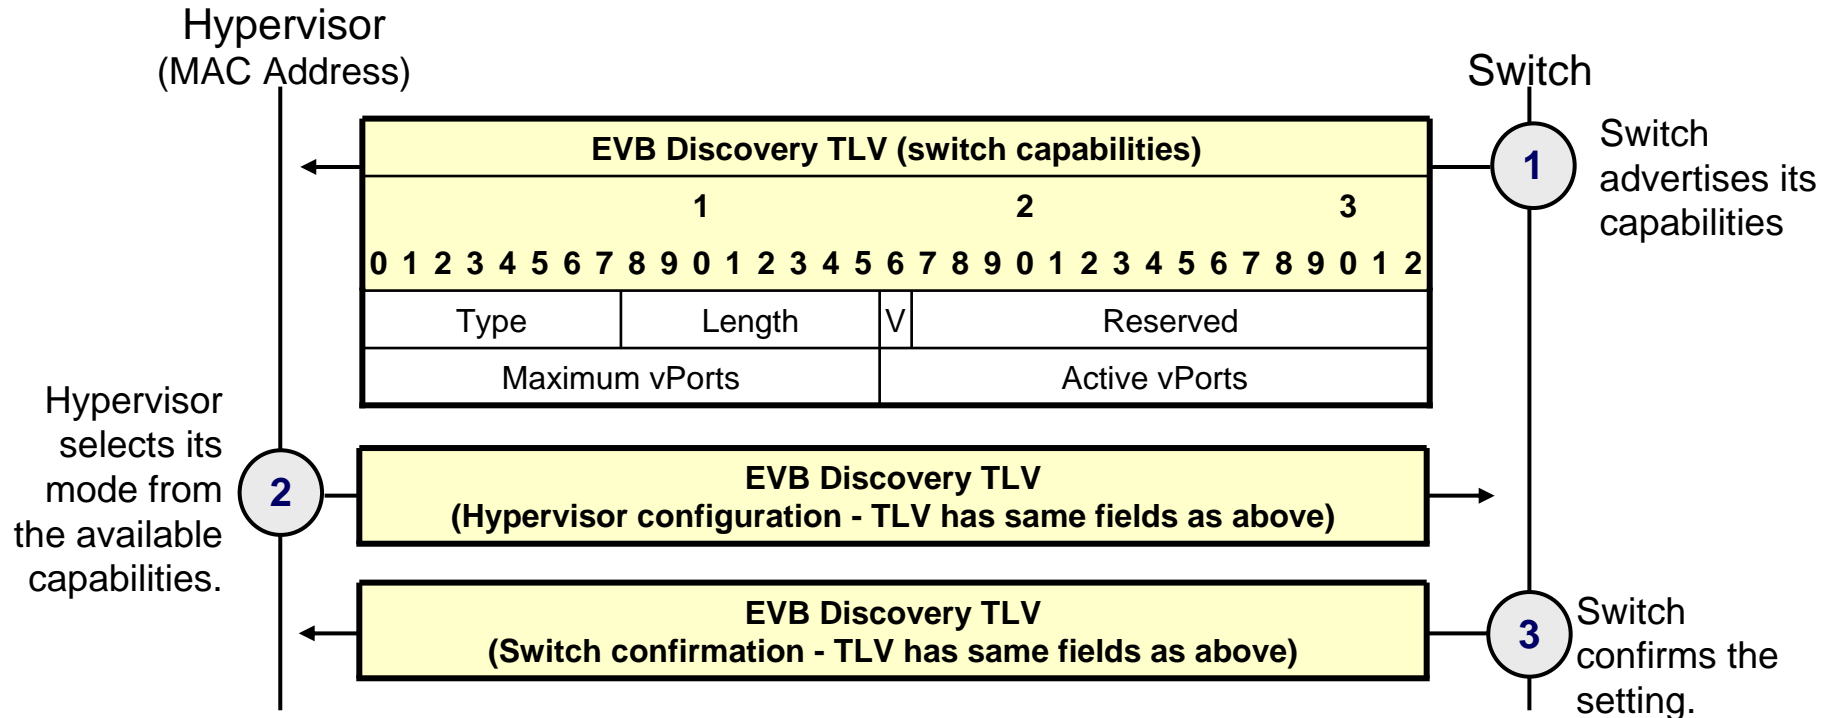 Hypervisor
(MAC Address)
Switch
EVB Discovery TLV (switch capabilities)
1 2 3
0 1 2 3 4 5 6 7 8 9 0 1 2 3 4 5 6 7 8 9 0 1 2 3 4 5 6 7 8 9 0 1 2
Type Length V Reserved
Maximum vPorts Active vPorts
1
Switch
advertises its
capabilities
Hypervisor
selects its
mode from
the available
capabilities.
2
EVB Discovery TLV
(Hypervisor configuration - TLV has same fields as above)
EVB Discovery TLV
(Switch confirmation - TLV has same fields as above)
3
Switch
confirms the
setting.